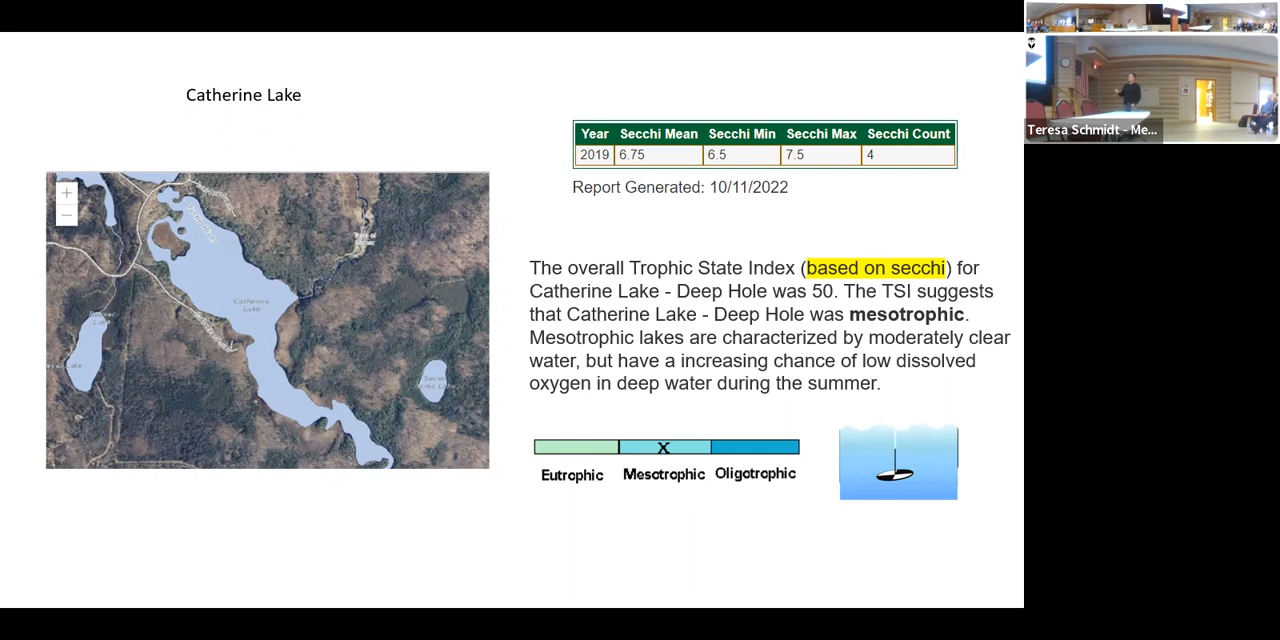 Catherine Lake
Year Secchi Mean Secchi Min Secchi Max Secchi Count
2019 6.75 6.5 7.5 4
Report Generated: 10/11/2022
The overall Trophic State Index (based on secchi) for
Catherine Lake - Deep Hole was 50. The TSI suggests
that Catherine Lake - Deep Hole was mesotrophic.
Mesotrophic lakes are characterized by moderately clear
water, but have a increasing chance of low dissolved
oxygen in deep water during the summer.
X
Eutrophic Mesotrophic Oligotrophic
+
−
Catherine
Lake
Teresa Schmidt - Me...